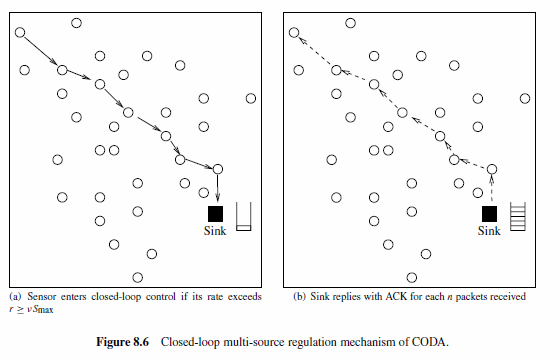 Sink
Sink
(a) Sensor enters closed-loop control if its rate exceeds
r ≥ νSmax
(b) Sink replies with ACK for each n packets received
Figure 8.6 Closed-loop multi-source regulation mechanism of CODA.